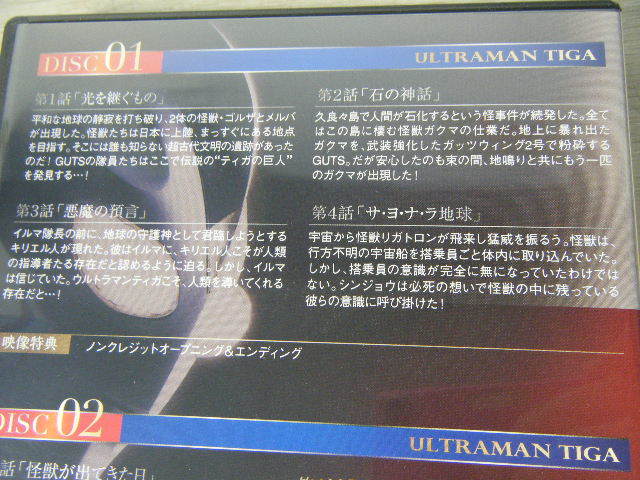 DISC 01
ULTRAMAN TIGA
第1話「光を継ぐもの」
平和な地球の静寂を打ち破り、2体の怪獣・ゴルザとメルバ
が出現した。怪獣たちは日本に上陸、まっすぐにある地点
を目指す。そこには誰も知らない超古代文明の遺跡があった
のだ！GUTSの隊員たちはここで伝説の"ティガの巨人"
を発見する…！
第2話「石の神話」
久良々島で人間が石化するという怪事件が続発した。全て
はこの島に棲む怪獣ガクマの仕業だ。地上に暴れ出た
ガクマを、武装強化したガッツウィング2号で粉砕する
GUTS。だが安心したのも束の間、地鳴りと共にもう一匹
のガクマが出現した！
第3話「悪魔の預言」
イルマ隊長の前に、地球の守護神として君臨しようとする
キリエル人が現れた。彼はイルマに、キリエル人こそが人類
の指導者たる存在だと認めるように迫る。しかし、イルマ
は信じていた。ウルトラマンティガこそ、人類を導いてくれる
存在だと…！
第4話「サ・ヨ・ナ・ラ地球」
宇宙から怪獣リガトロンが飛来し猛威を振るう。怪獣は、
行方不明の宇宙船を搭乗員ごと体内に取り込んでいた。
しかし、搭乗員の意識が完全に無になっていたわけでは
ない。シンジョウは必死の想いで怪獣の中に残っている
彼らの意識に呼び掛けた！
映像特典
ノンクレジットオープニング&エンディング
DISC 02
ULTRAMAN TIGA
話「怪獣が出てきた日」